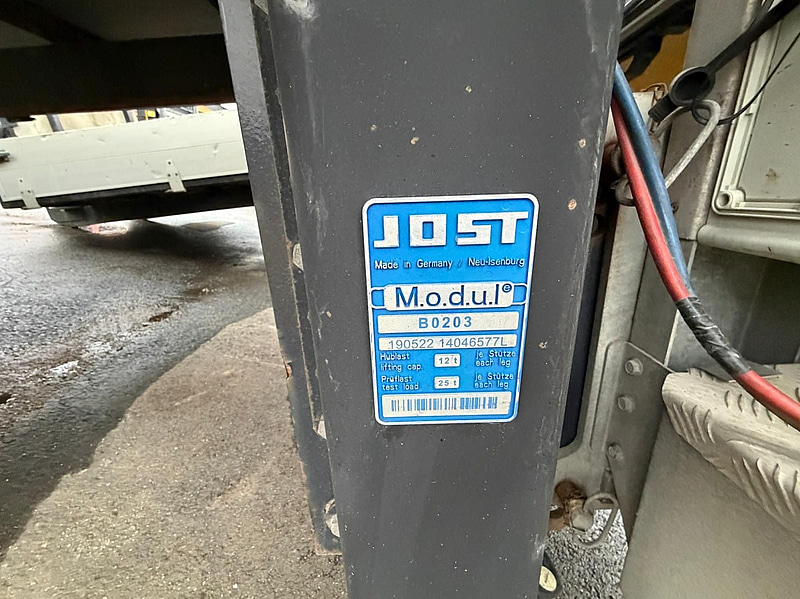 JOST
Made in Germany / Neu-Isenburg
M.o.d.u.l®
B0203
190522 14046577L
Hublast 12 t je Stütze
lifting cap. each leg
Prüflast 25 t je Stütze
test load each leg